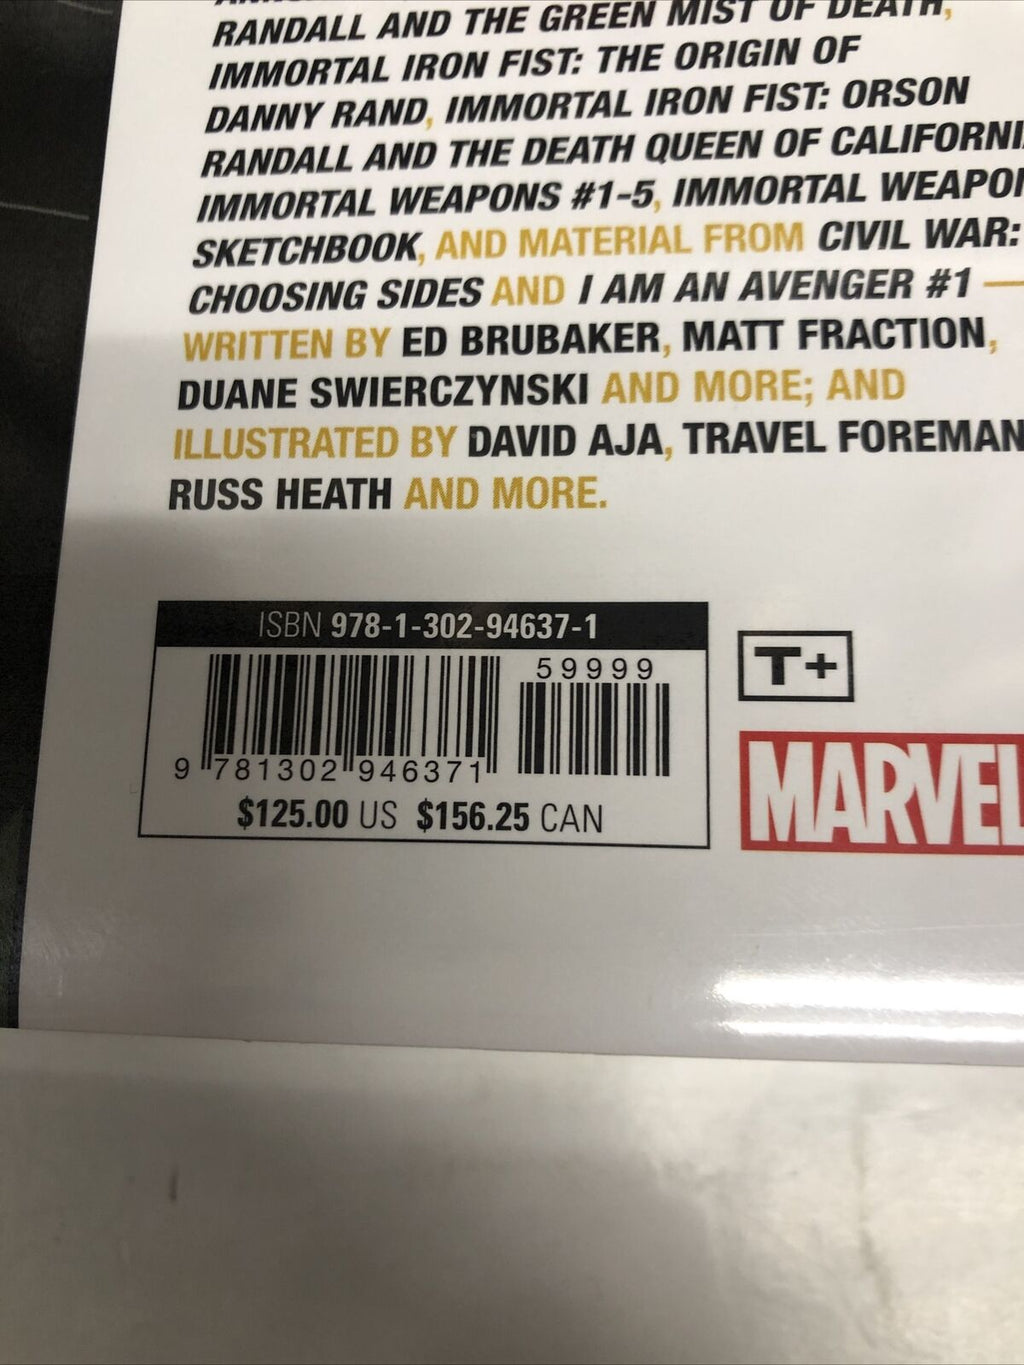 RANDALL AND THE GREEN MIST OF DEATH,
IMMORTAL IRON FIST: THE ORIGIN OF
DANNY RAND, IMMORTAL IRON FIST: ORSON
RANDALL AND THE DEATH QUEEN OF CALIFORNI
IMMORTAL WEAPONS #1-5, IMMORTAL WEAPO
SKETCHBOOK, AND MATERIAL FROM CIVIL WAR:
CHOOSING SIDES AND I AM AN AVENGER #1 —
WRITTEN BY ED BRUBAKER, MATT FRACTION,
DUANE SWIERCZYNSKI AND MORE; AND
ILLUSTRATED BY DAVID AJA, TRAVEL FOREMAN
RUSS HEATH AND MORE.
ISBN 978-1-302-94637-1
59999
9 781302 946371
$125.00 US $156.25 CAN
T+
MARVEL